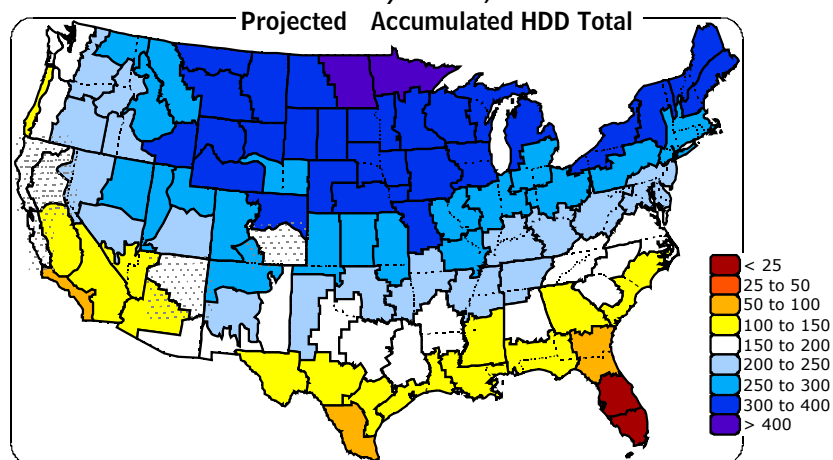 Projected Accumulated HDD Total
< 25
25 to 50
50 to 100
100 to 150
150 to 200
200 to 250
250 to 300
300 to 400
> 400